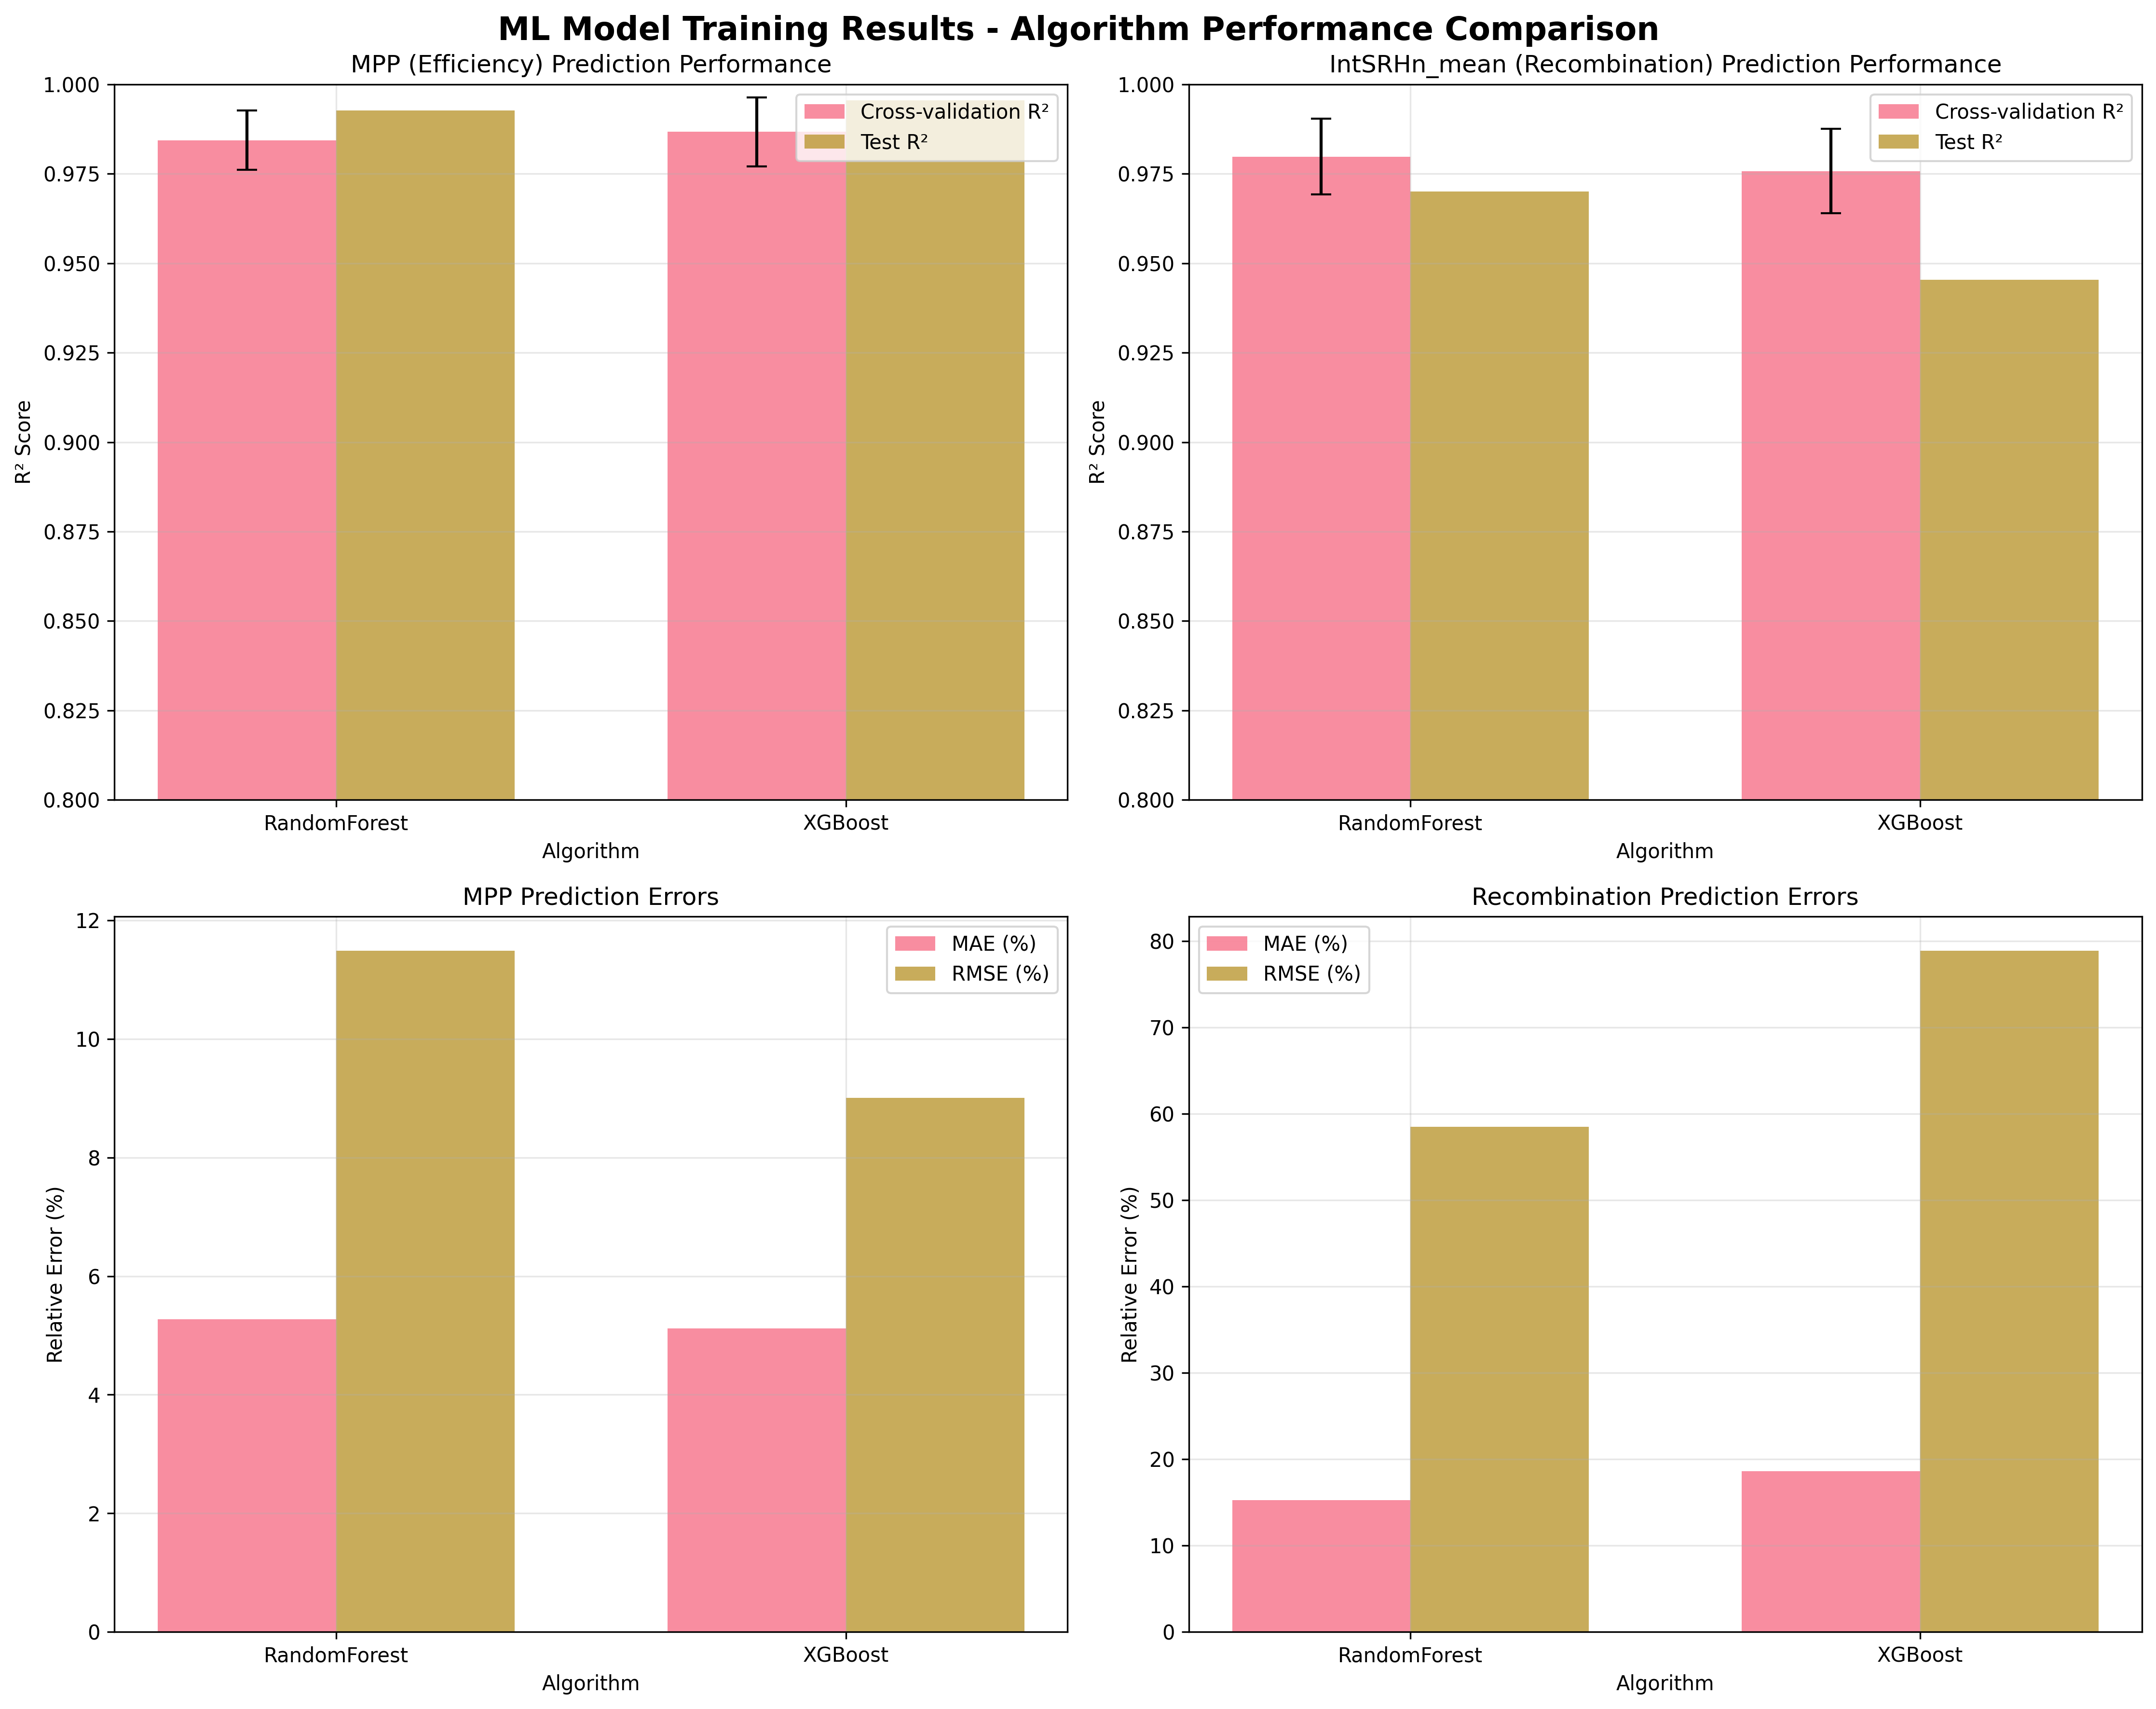 ML Model Training Results - Algorithm Performance Comparison
MPP (Efficiency) Prediction Performance
1.000
0.975
0.950
0.925
0.900
0.875
0.850
0.825
0.800
R² Score
Cross-validation R²
Test R²
RandomForest
XGBoost
Algorithm
IntSRHn_mean (Recombination) Prediction Performance
1.000
0.975
0.950
0.925
0.900
0.875
0.850
0.825
0.800
R² Score
Cross-validation R²
Test R²
RandomForest
XGBoost
Algorithm
MPP Prediction Errors
12
10
8
6
4
2
0
Relative Error (%)
MAE (%)
RMSE (%)
RandomForest
XGBoost
Algorithm
Recombination Prediction Errors
80
70
60
50
40
30
20
10
0
Relative Error (%)
MAE (%)
RMSE (%)
RandomForest
XGBoost
Algorithm